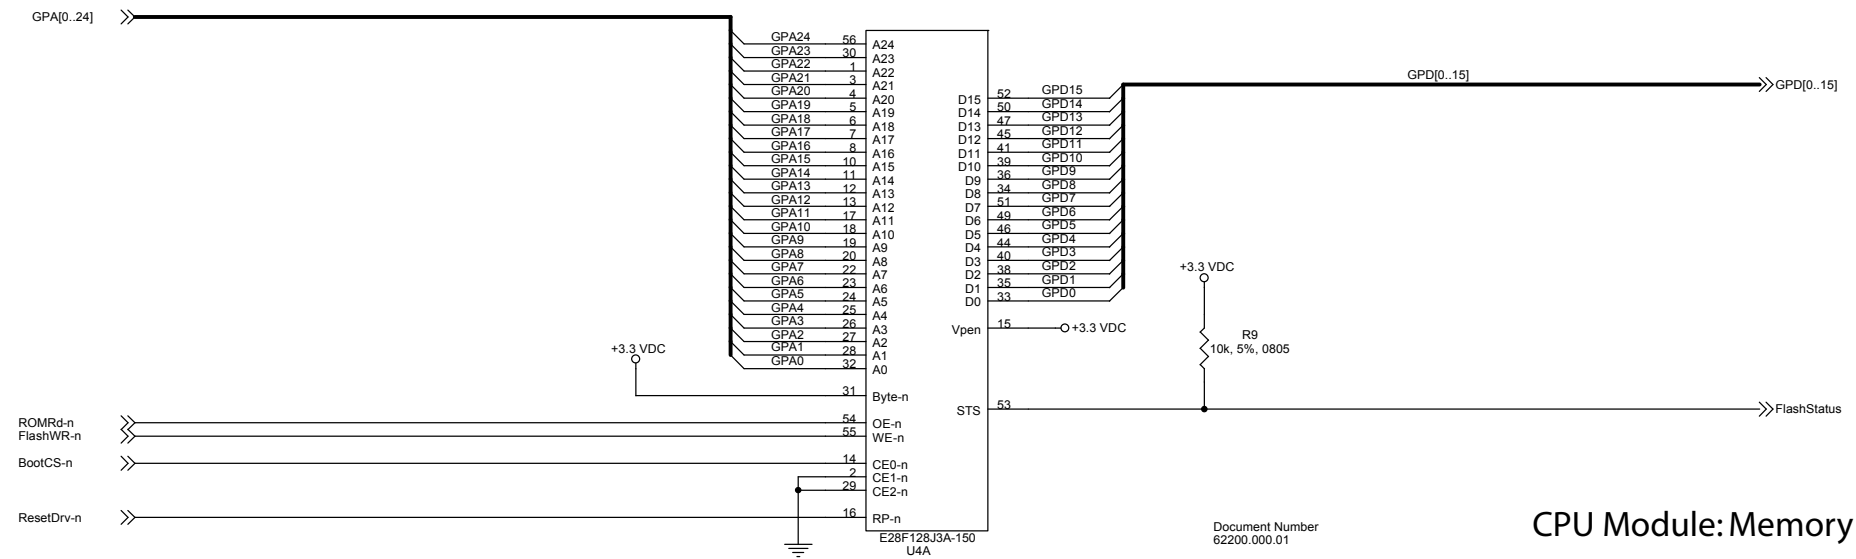 GPA[0..24]
GPA24 56 A24
GPA23 30 A23
GPA22 1 A22
GPA21 3 A21
GPA20 4 A20
GPA19 5 A19
GPA18 6 A18
GPA17 7 A17
GPA16 8 A16
GPA15 10 A15
GPA14 11 A14
GPA13 12 A13
GPA12 13 A12
GPA11 17 A11
GPA10 18 A10
GPA9 19 A9
GPA8 20 A8
GPA7 22 A7
GPA6 23 A6
GPA5 24 A5
GPA4 25 A4
GPA3 26 A3
GPA2 27 A2
GPA1 28 A1
GPA0 32 A0
+3.3 VDC
31 Byte-n
ROMRd-n 54 OE-n
FlashWR-n 55 WE-n
BootCS-n 14 CE0-n
2 CE1-n
29 CE2-n
ResetDrv-n 16 RP-n
E28F128J3A-150
U4A
D15 52 GPD15
D14 50 GPD14
D13 47 GPD13
D12 45 GPD12
D11 41 GPD11
D10 39 GPD10
D9 36 GPD9
D8 34 GPD8
D7 51 GPD7
D6 49 GPD6
D5 46 GPD5
D4 44 GPD4
D3 40 GPD3
D2 38 GPD2
D1 35 GPD1
D0 33 GPD0
Vpen 15 +3.3 VDC
STS 53
GPD[0..15]
GPD[0..15]
+3.3 VDC
R9
10k, 5%, 0805
FlashStatus
Document Number
62200.000.01
CPU Module: Memory